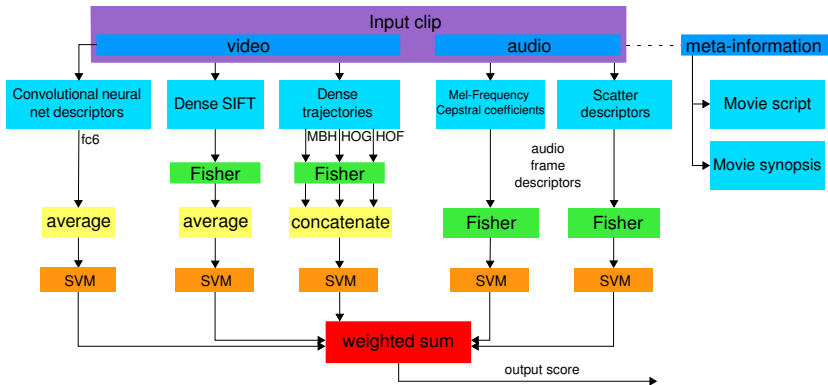 Input clip
video
audio
meta-information
Convolutional neural
net descriptors
Dense SIFT
Dense
trajectories
Mel-Frequency
Cepstral coefficients
Scatter
descriptors
Movie script
fc6
MBH HOG HOF
audio
frame
descriptors
Movie synopsis
Fisher
Fisher
average
average
concatenate
Fisher
Fisher
SVM
SVM
SVM
SVM
SVM
weighted sum
output score